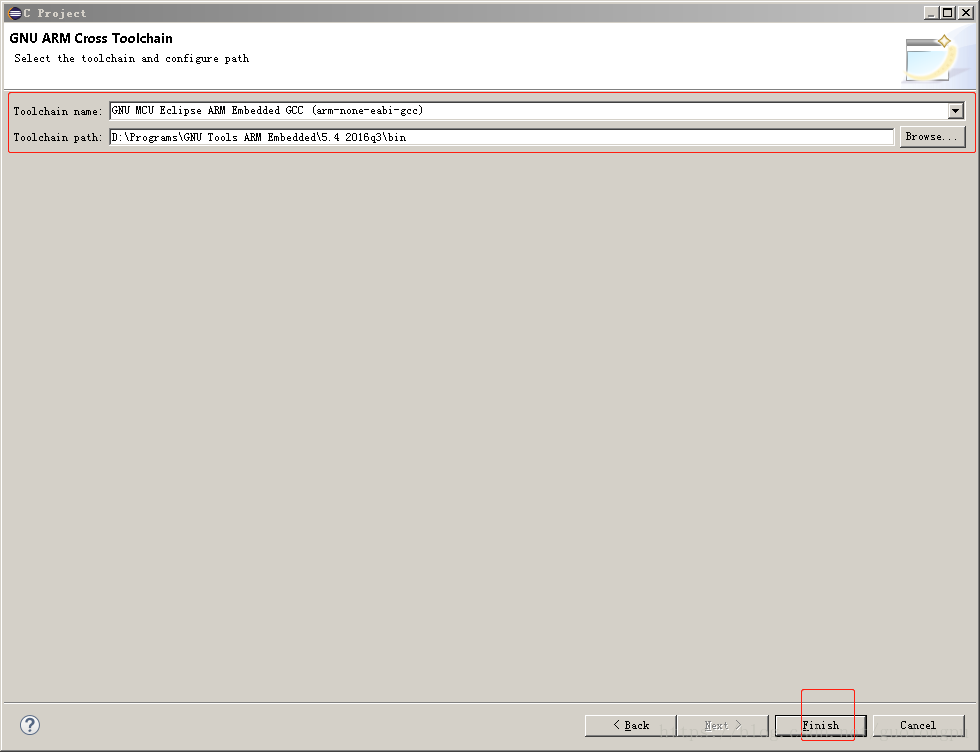 C Project
GNU ARM Cross Toolchain
Select the toolchain and configure path
Toolchain name: GNU MCU Eclipse ARM Embedded GCC (arm-none-eabi-gcc)
Toolchain path: D:\Programs\GNU Tools ARM Embedded\5.4 2016q3\bin Browse...
? < Back Next > Finish Cancel